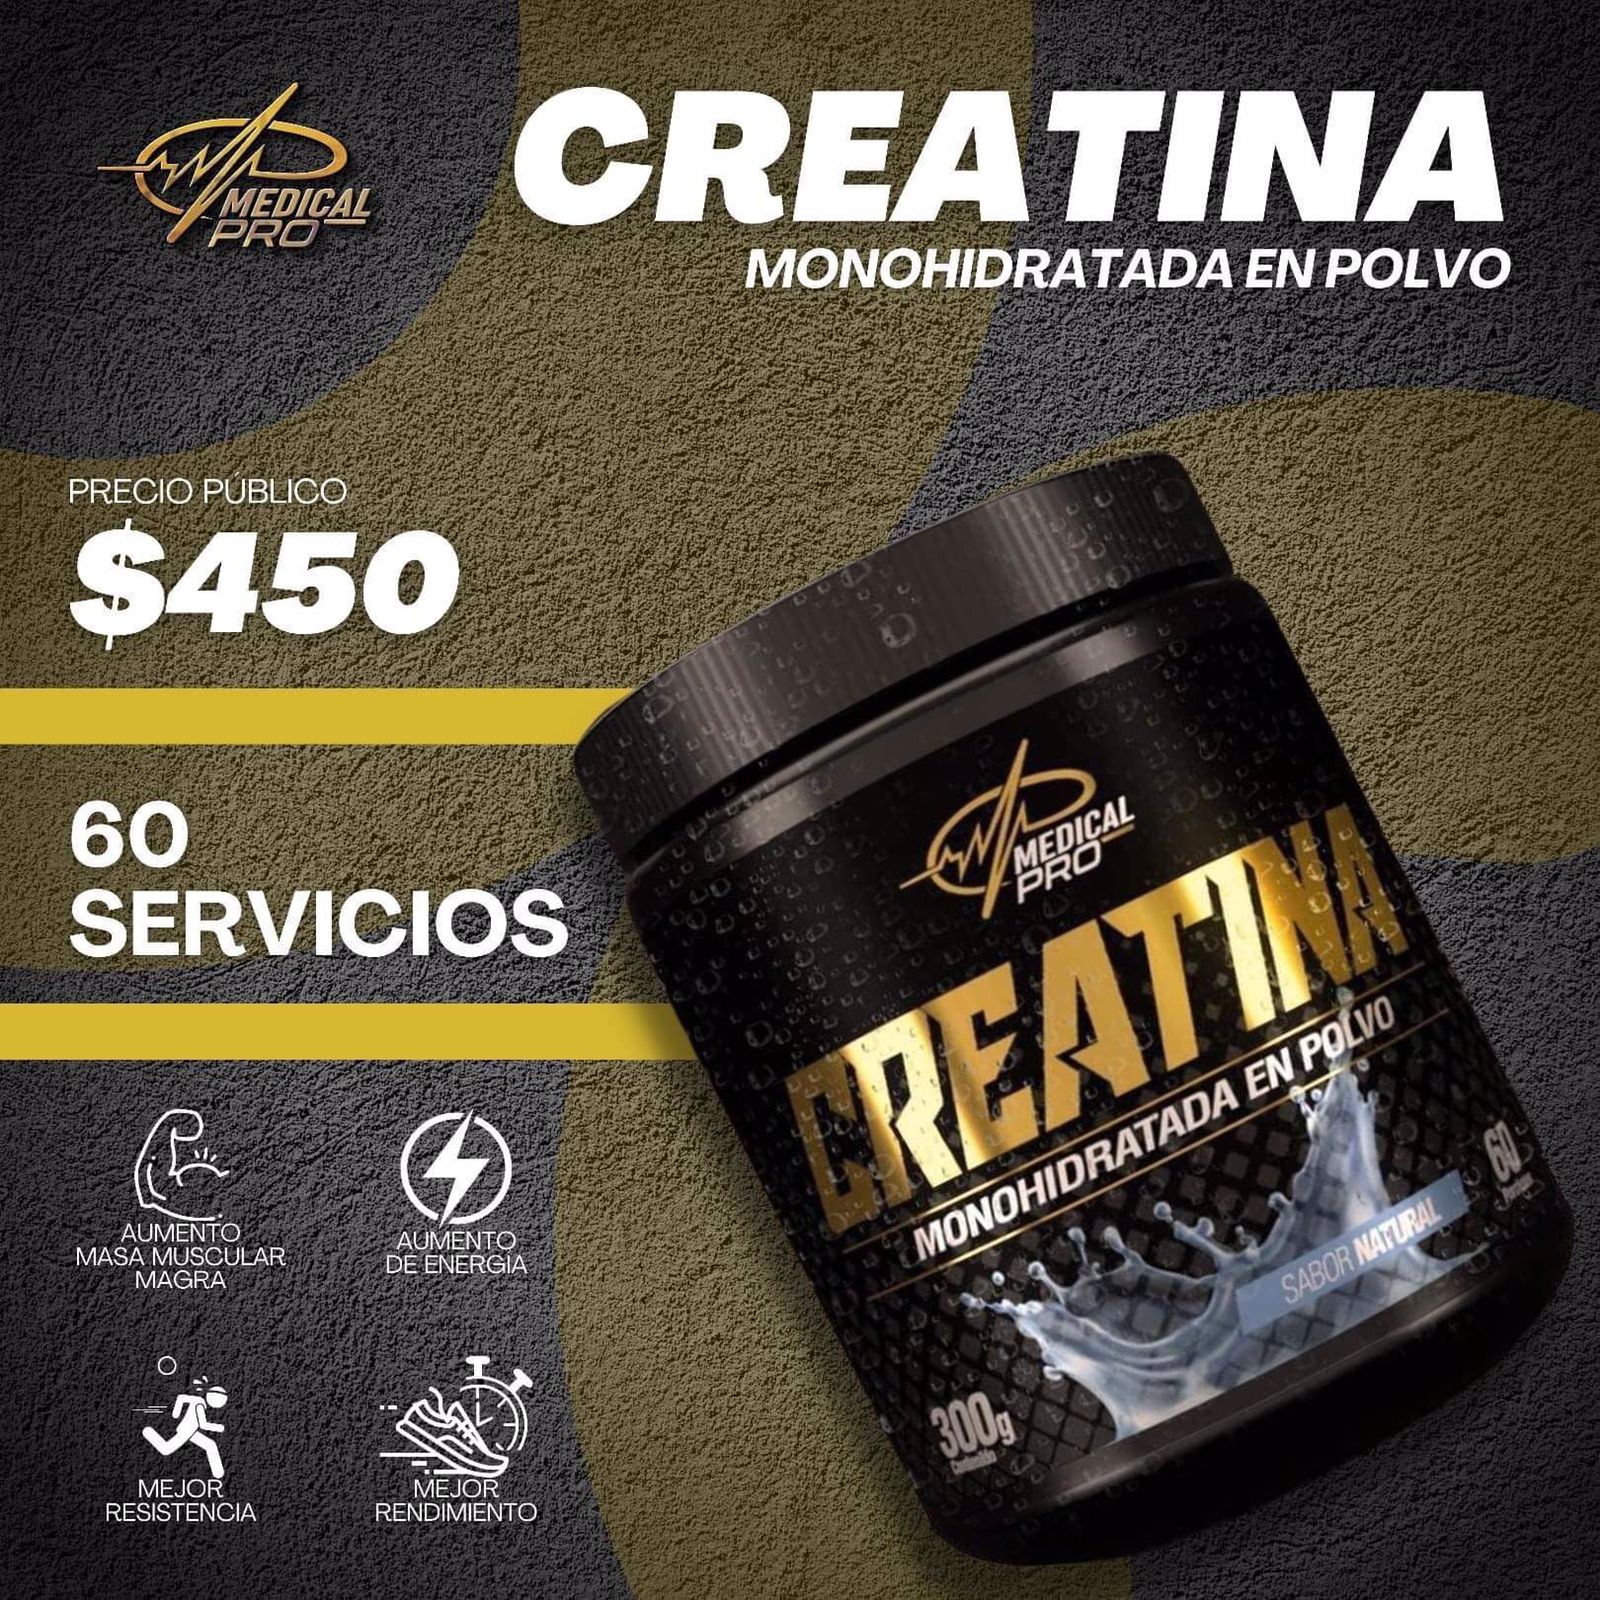 MEDICAL
PRO
CREATINA
MONOHIDRATADA EN POLVO
PRECIO PÚBLICO
$450
60
SERVICIOS
AUMENTO
MASA MUSCULAR
MAGRA
AUMENTO
DE ENERGÍA
MEJOR
RESISTENCIA
MEJOR
RENDIMIENTO
MEDICAL
PRO
CREATINA
MONOHIDRATADA EN POLVO
60
SABOR NATURAL
300g
Contenido